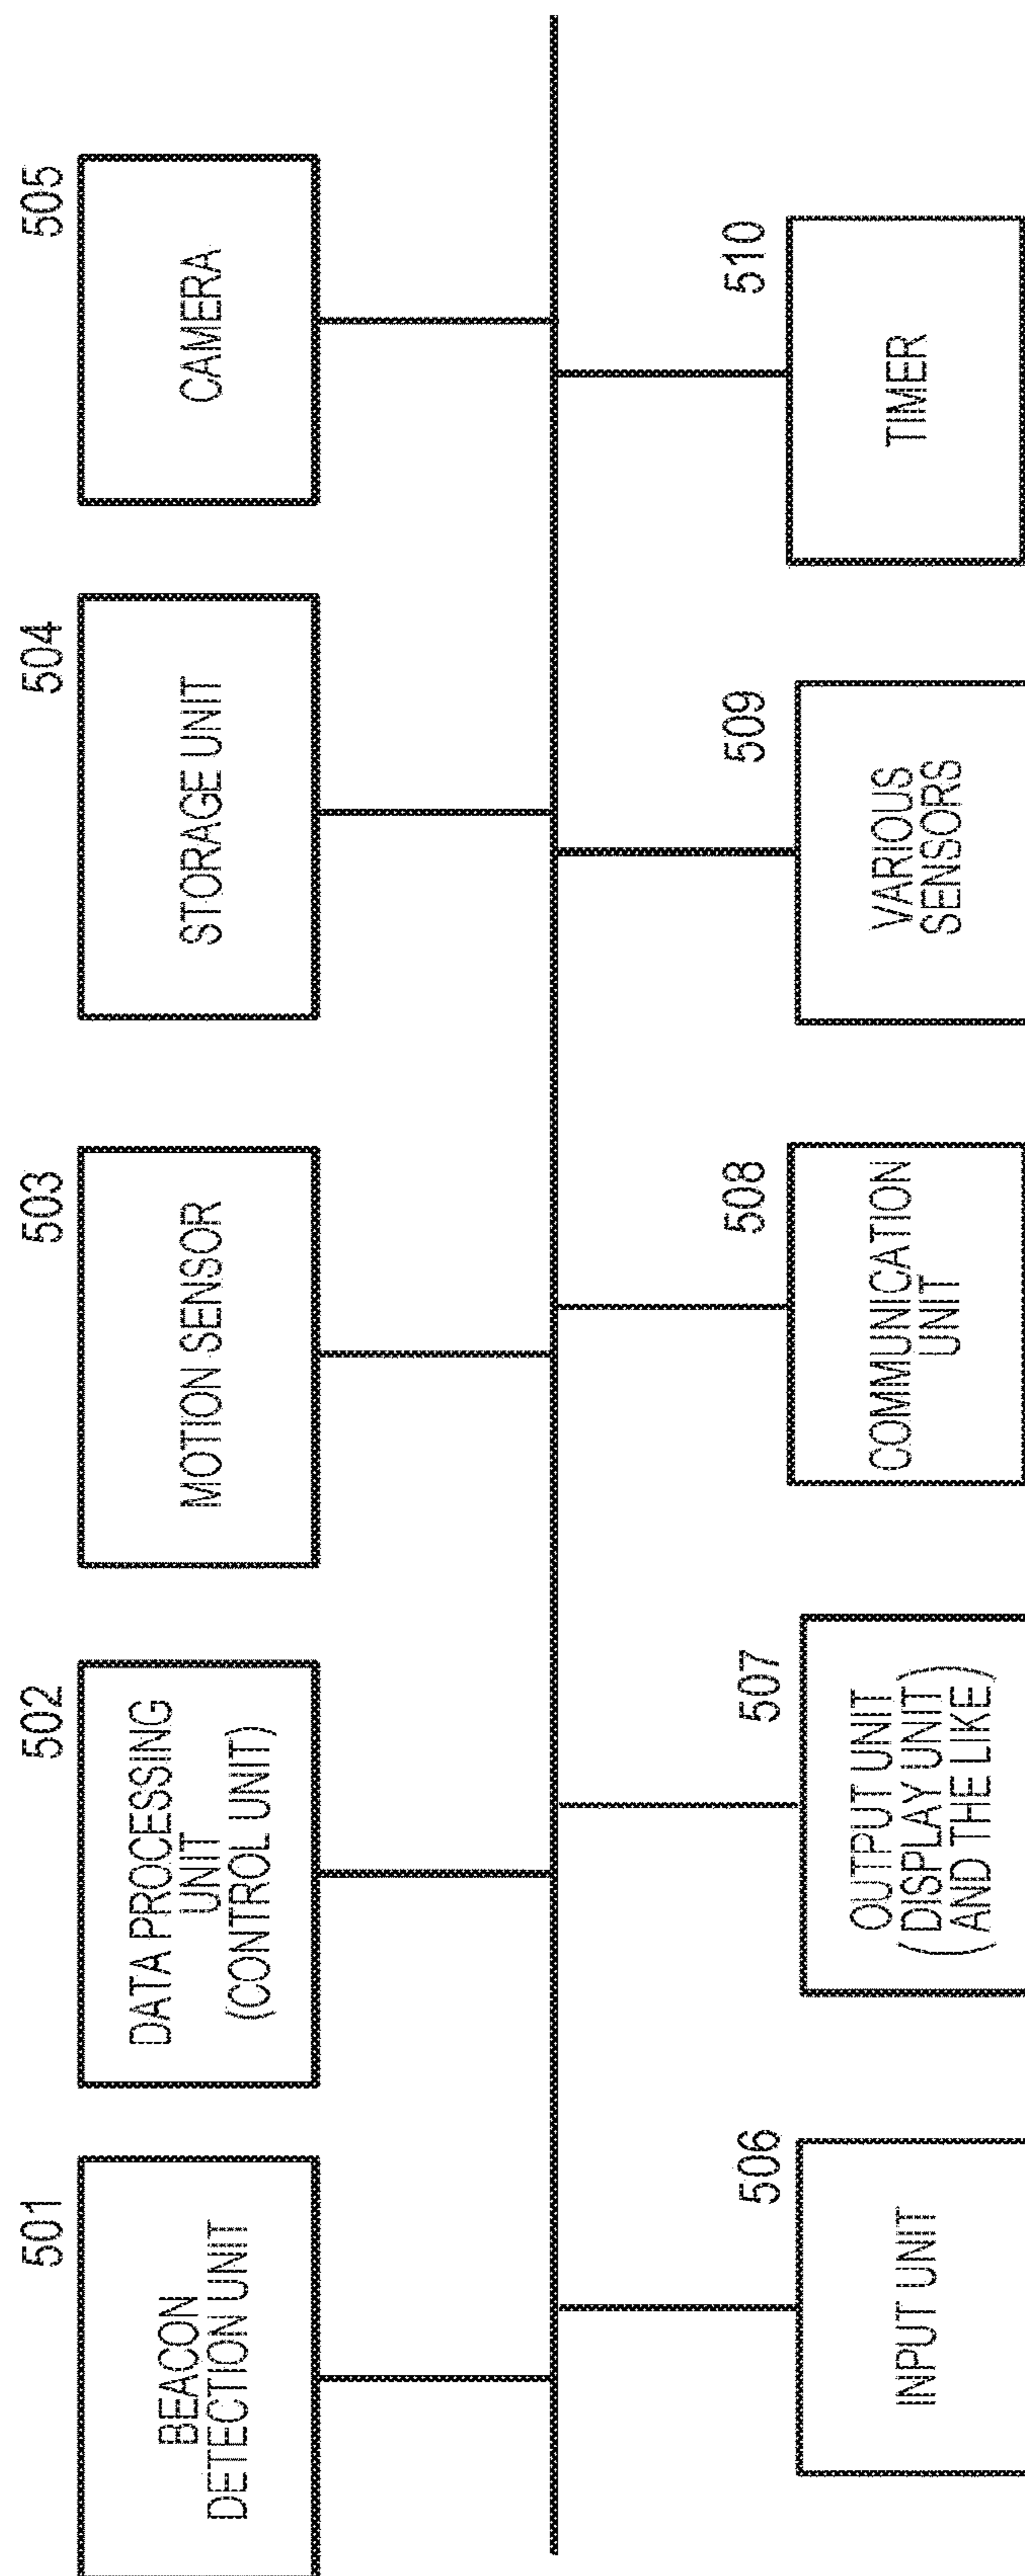 501
BEACON
DETECTION UNIT
502
DATA PROCESSING
UNIT
(CONTROL UNIT)
503
MOTION SENSOR
504
STORAGE UNIT
505
CAMERA
506
INPUT UNIT
507
OUTPUT UNIT
(DISPLAY UNIT)
(AND THE LIKE)
508
COMMUNICATION
UNIT
509
VARIOUS
SENSORS
510
TIMER